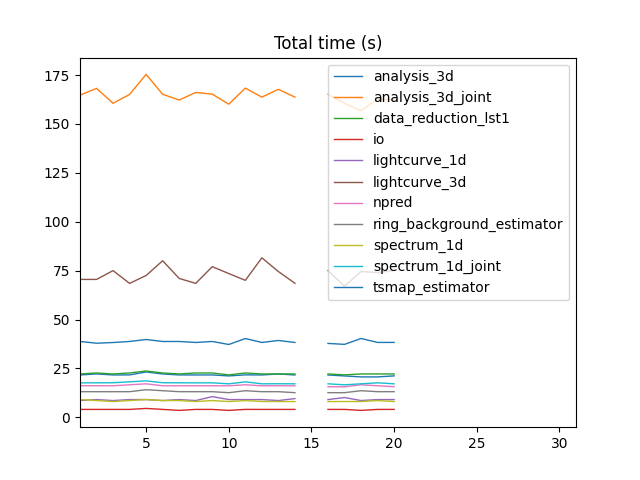 Total time (s)
175
150
125
100
75
50
25
0
5
10
15
20
25
30
analysis_3d
analysis_3d_joint
data_reduction_lst1
io
lightcurve_1d
lightcurve_3d
npred
ring_background_estimator
spectrum_1d
spectrum_1d_joint
tsmap_estimator